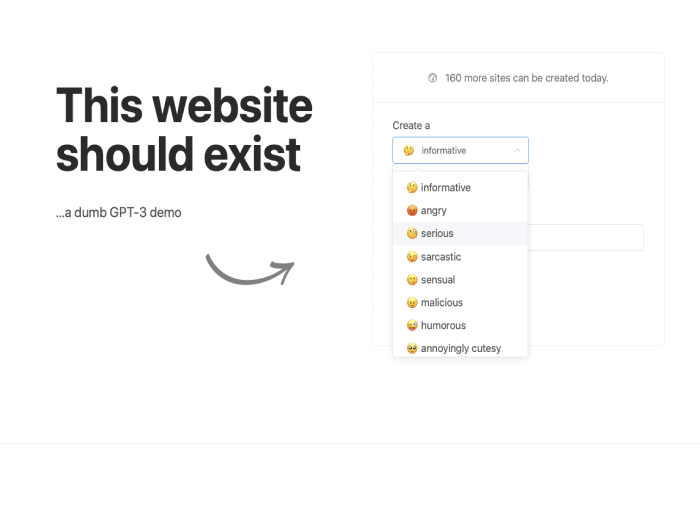 This website
should exist
...a dumb GPT-3 demo
160 more sites can be created today.
Create a
informative
informative
angry
serious
sarcastic
sensual
malicious
humorous
annoyingly cutesy